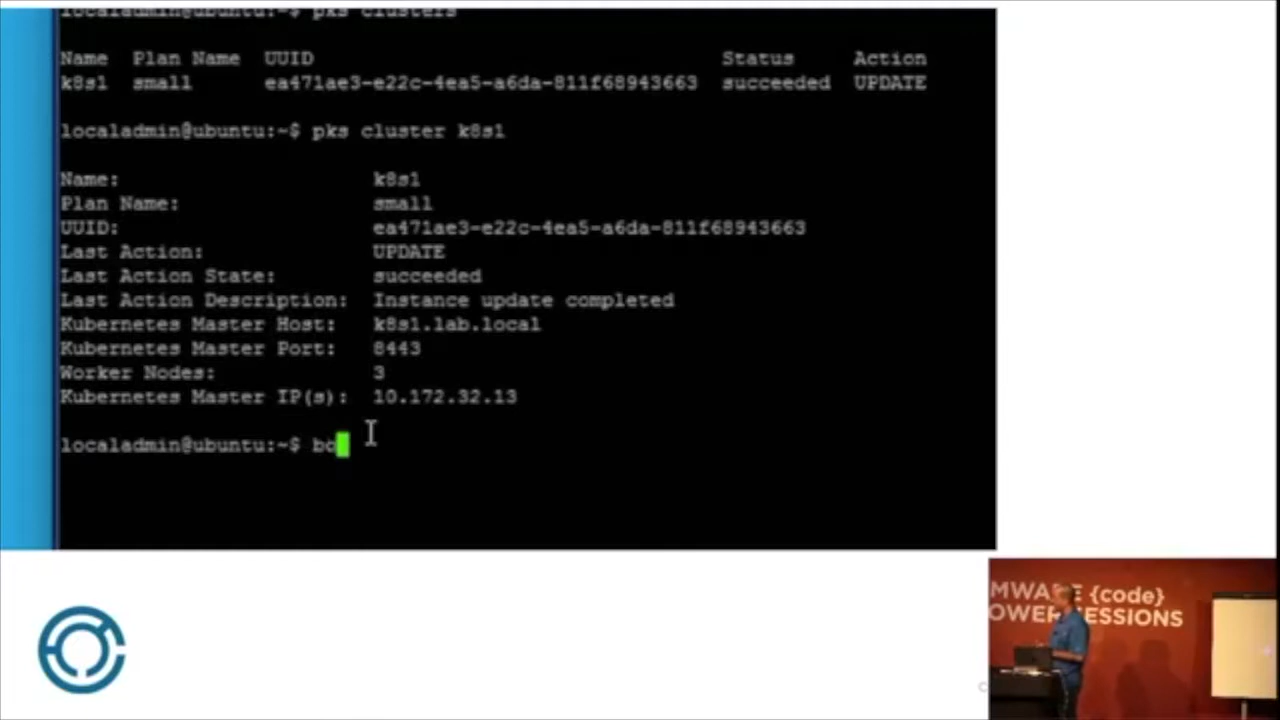 localadmin@ubuntu:~$ pks clusters
Name Plan Name UUID Status Action
k8s1 small ea471ae3-e22c-4ea5-a6da-811f68943663 succeeded UPDATE
localadmin@ubuntu:~$ pks cluster k8s1
Name: k8s1
Plan Name: small
UUID: ea471ae3-e22c-4ea5-a6da-811f68943663
Last Action: UPDATE
Last Action State: succeeded
Last Action Description: Instance update completed
Kubernetes Master Host: k8s1.lab.local
Kubernetes Master Port: 8443
Worker Nodes: 3
Kubernetes Master IP(s): 10.172.32.13
localadmin@ubuntu:~$ bo
MWARE {code}
OWER SESSIONS